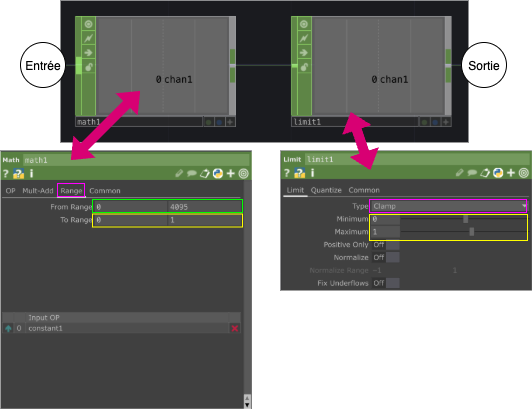 Entrée
0 chan1
math1
0 chan1
limit1
Sortie
Math math1
? i
OP Mult-Add Range Common
From Range 0 4095
To Range 0 1
Input OP
0 constant1
Limit limit1
? i
Limit Quantize Common
Type Clamp
Minimum 0
Maximum 1
Positive Only Off
Normalize Off
Normalize Range -1 1
Fix Underflows Off